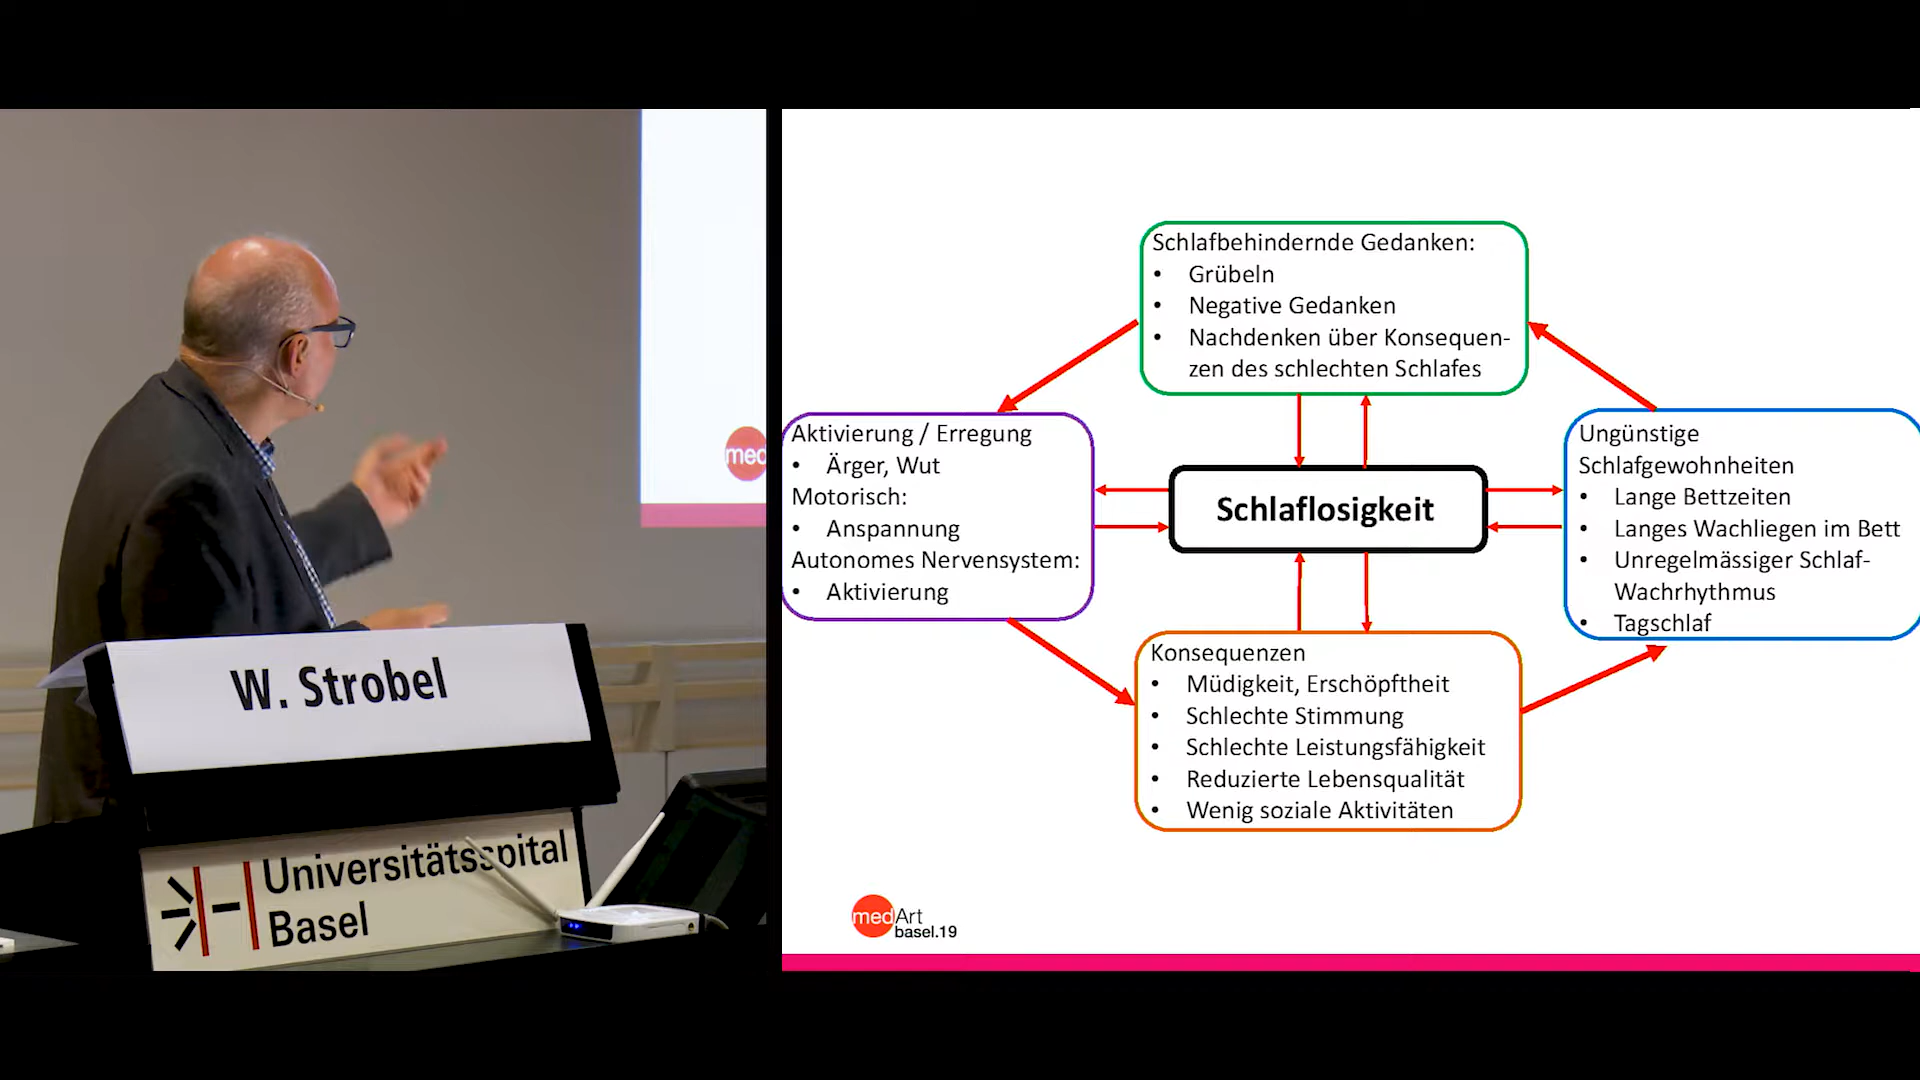 W. Strobel
Universitätsspital
Basel
med
Schlafbehindernde Gedanken:
• Grübeln
• Negative Gedanken
• Nachdenken über Konsequen-
zen des schlechten Schlafes
Aktivierung / Erregung
• Ärger, Wut
Motorisch:
• Anspannung
Autonomes Nervensystem:
• Aktivierung
Schlaflosigkeit
Ungünstige
Schlafgewohnheiten
• Lange Bettzeiten
• Langes Wachliegen im Bett
• Unregelmässiger Schlaf-
Wachrhythmus
• Tagschlaf
Konsequenzen
• Müdigkeit, Erschöpftheit
• Schlechte Stimmung
• Schlechte Leistungsfähigkeit
• Reduzierte Lebensqualität
• Wenig soziale Aktivitäten
medArt
basel.19